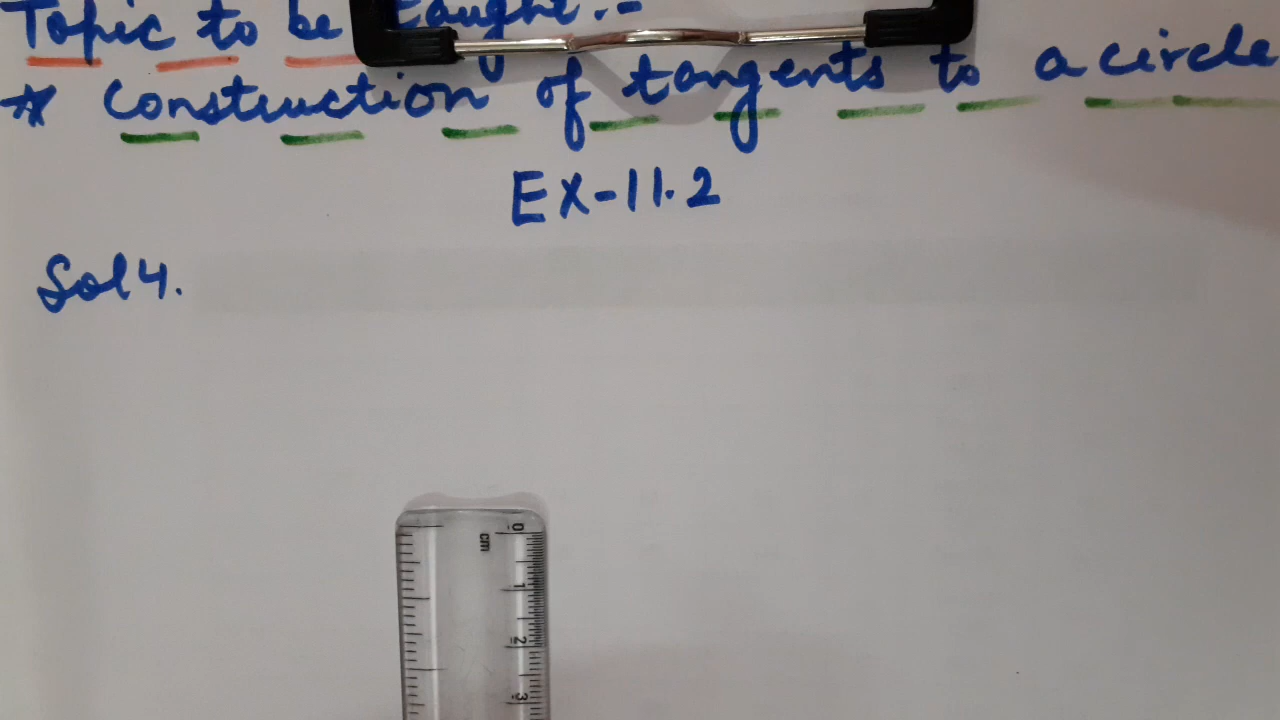 Topic to be taught:-
* Construction of tangents to a circle
EX-11.2
Sol 4.
0
cm
1
2
3